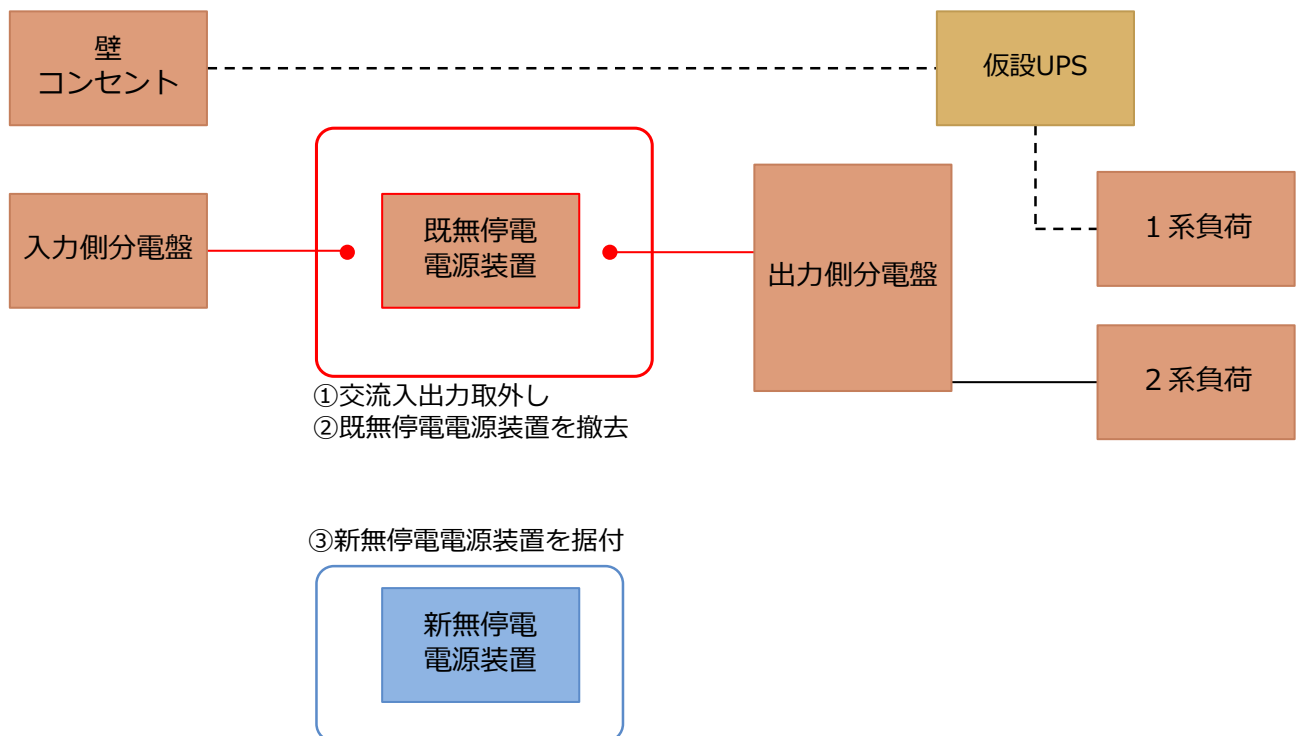 壁
コンセント
仮設UPS
入力側分電盤
既無停電
電源装置
出力側分電盤
１系負荷
２系負荷
①交流入出力取外し
②既無停電電源装置を撤去
③新無停電電源装置を据付
新無停電
電源装置